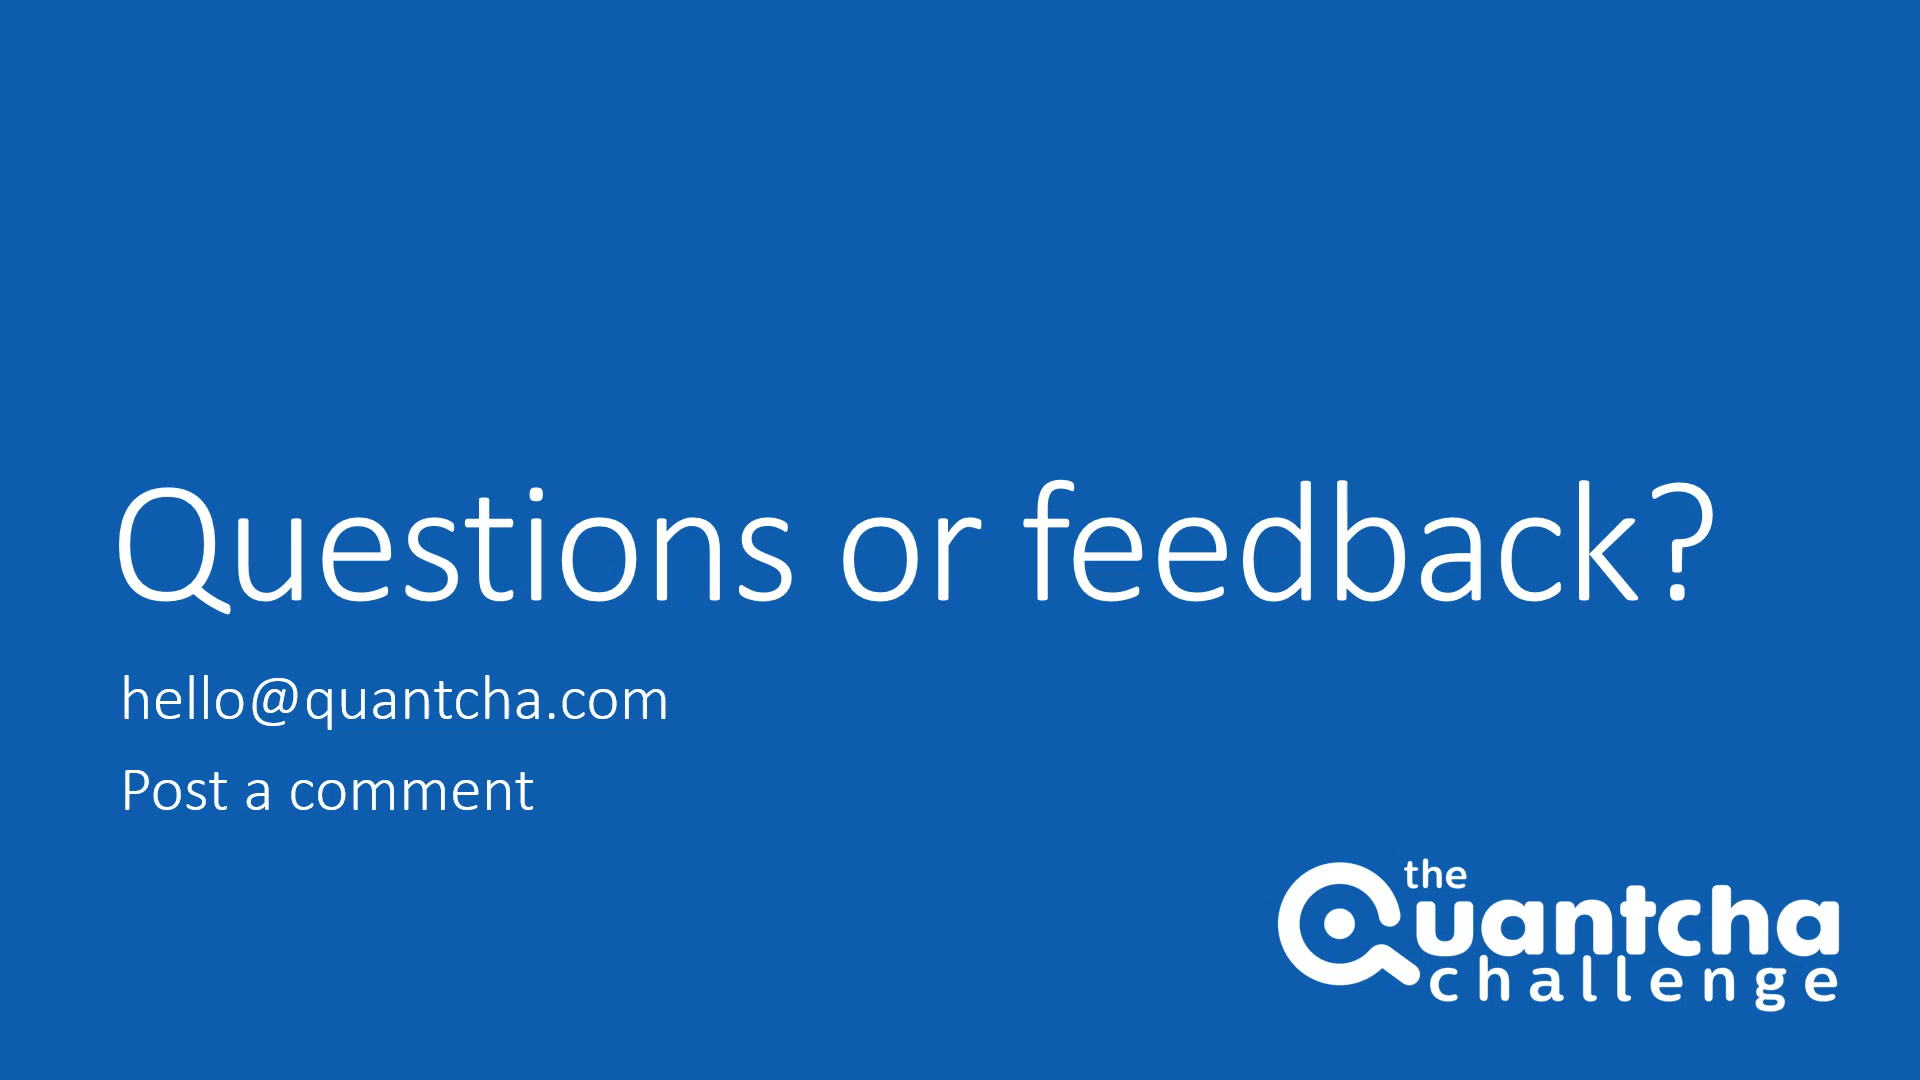 Questions or feedback?
hello@quantcha.com
Post a comment
the
Quantcha
challenge